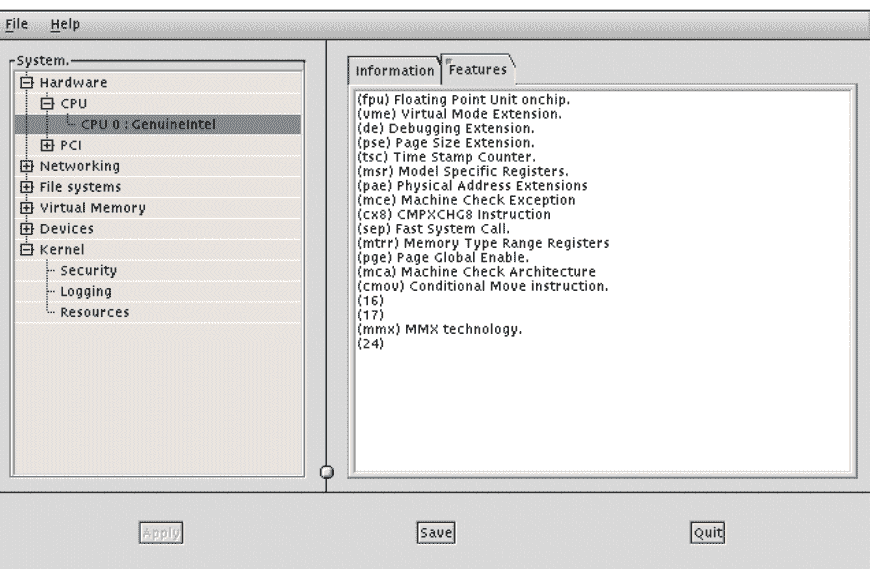 File Help
System.
Hardware
CPU
CPU 0 : GenuineIntel
PCI
Networking
File systems
Virtual Memory
Devices
Kernel
Security
Logging
Resources
Information Features
(fpu) Floating Point Unit onchip.
(vme) Virtual Mode Extension.
(de) Debugging Extension.
(pse) Page Size Extension.
(tsc) Time Stamp Counter.
(msr) Model Specific Registers.
(pae) Physical Address Extensions
(mce) Machine Check Exception
(cx8) CMPXCHG8 Instruction
(sep) Fast System Call.
(mtrr) Memory Type Range Registers
(pge) Page Global Enable.
(mca) Machine Check Architecture
(cmov) Conditional Move instruction.
(16)
(17)
(mmx) MMX technology.
(24)
Apply Save Quit